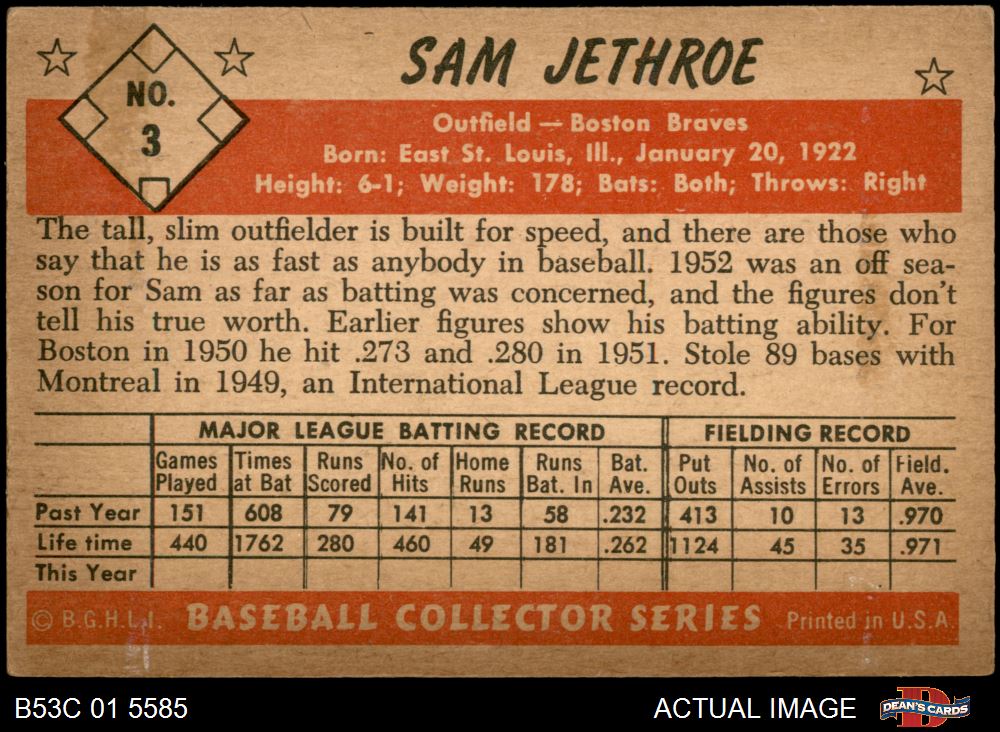 NO.
3
SAM JETHROE
Outfield — Boston Braves
Born: East St. Louis, Ill., January 20, 1922
Height: 6-1; Weight: 178; Bats: Both; Throws: Right
The tall, slim outfielder is built for speed, and there are those who
say that he is as fast as anybody in baseball. 1952 was an off sea-
son for Sam as far as batting was concerned, and the figures don't
tell his true worth. Earlier figures show his batting ability. For
Boston in 1950 he hit .273 and .280 in 1951. Stole 89 bases with
Montreal in 1949, an International League record.
MAJOR LEAGUE BATTING RECORD FIELDING RECORD
Games Times Runs No. of Home Runs Bat. Put No. of No. of Field.
Played at Bat Scored Hits Runs Bat. In Ave. Outs Assists Errors Ave.
Past Year 151 608 79 141 13 58 .232 413 10 13 .970
Life time 440 1762 280 460 49 181 .262 1124 45 35 .971
This Year
© B.G.H.L.I. BASEBALL COLLECTOR SERIES Printed in U.S.A.
B53C 01 5585 ACTUAL IMAGE D DEAN'S CARDS